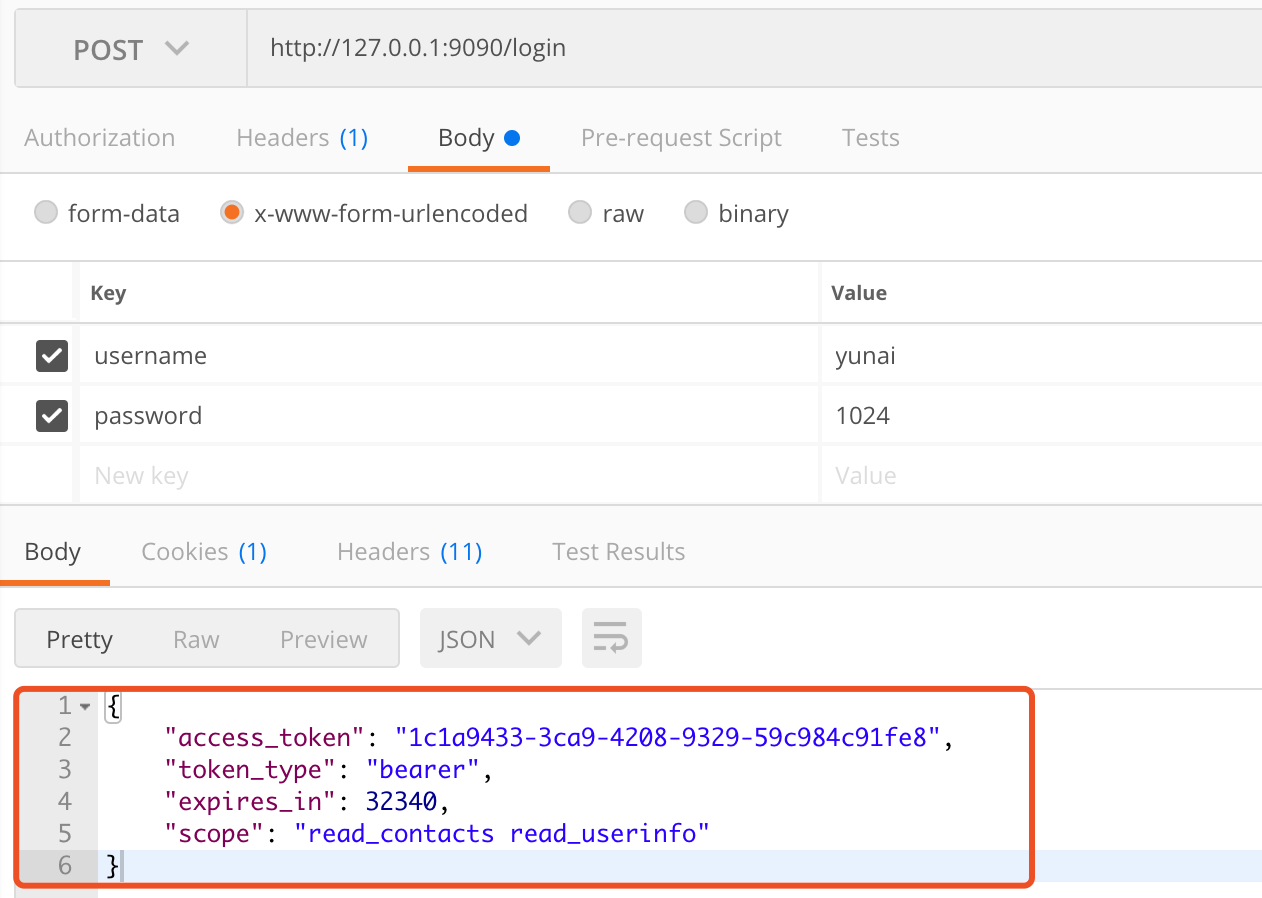 POST http://127.0.0.1:9090/login
Authorization Headers (1) Body Pre-request Script Tests
form-data x-www-form-urlencoded raw binary
Key Value
username yunai
password 1024
New key Value
Body Cookies (1) Headers (11) Test Results
Pretty Raw Preview JSON
1 {
2 "access_token": "1c1a9433-3ca9-4208-9329-59c984c91fe8",
3 "token_type": "bearer",
4 "expires_in": 32340,
5 "scope": "read_contacts read_userinfo"
6 }